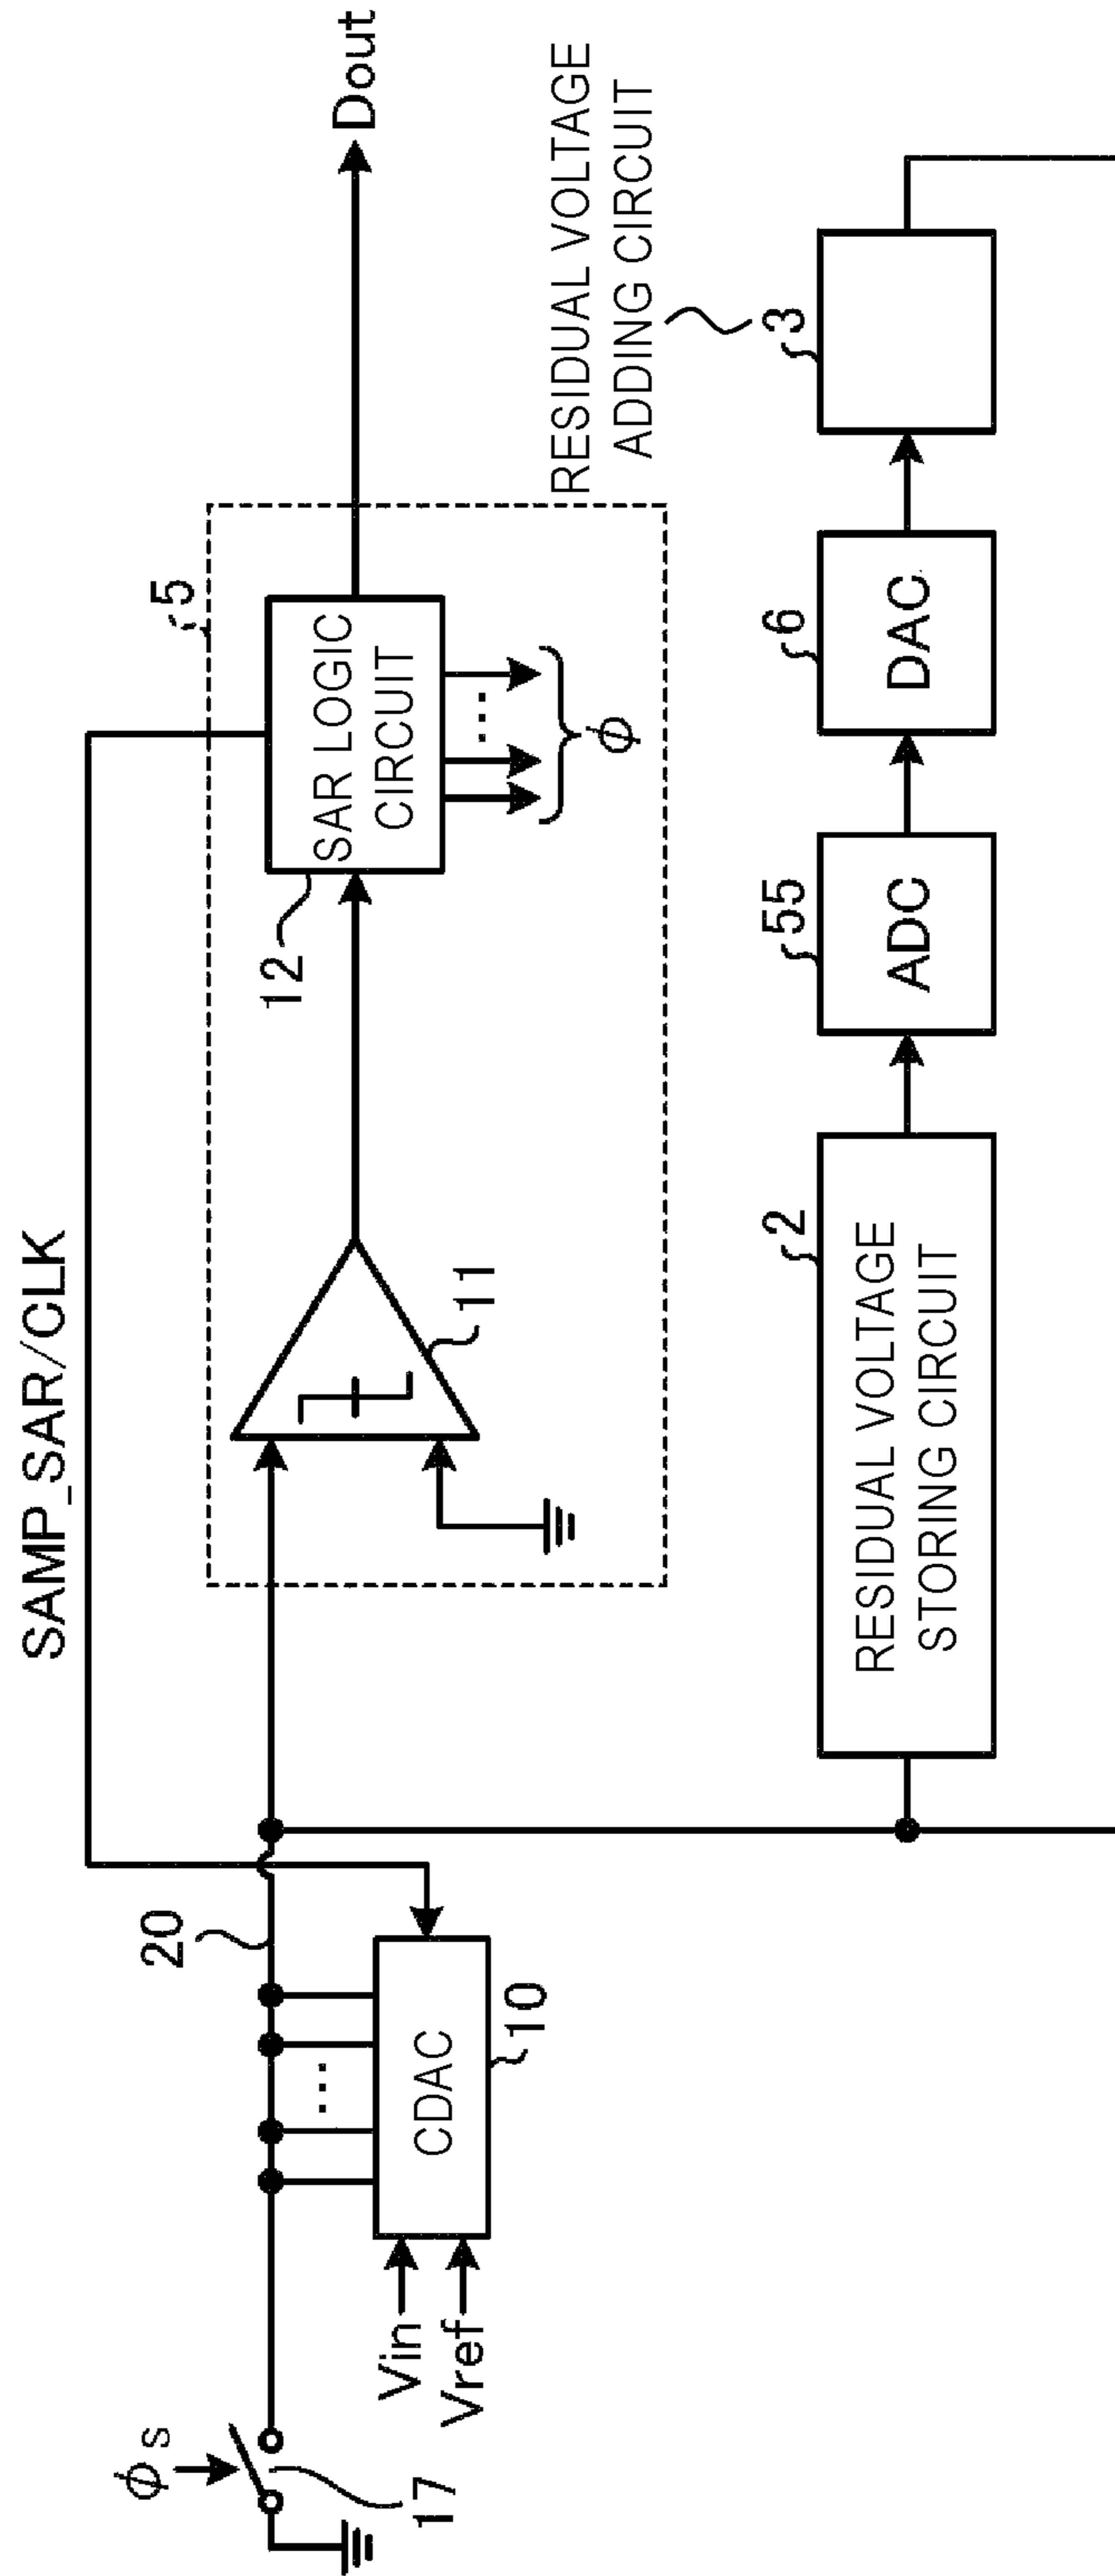 SAMP_SAR/CLK
ϕs
17
Vin
Vref
20
CDAC
10
11
12
SAR LOGIC
CIRCUIT
5
ϕ
...
...
Dout
RESIDUAL VOLTAGE
ADDING CIRCUIT
2
RESIDUAL VOLTAGE
STORING CIRCUIT
55
ADC
6
DAC
3